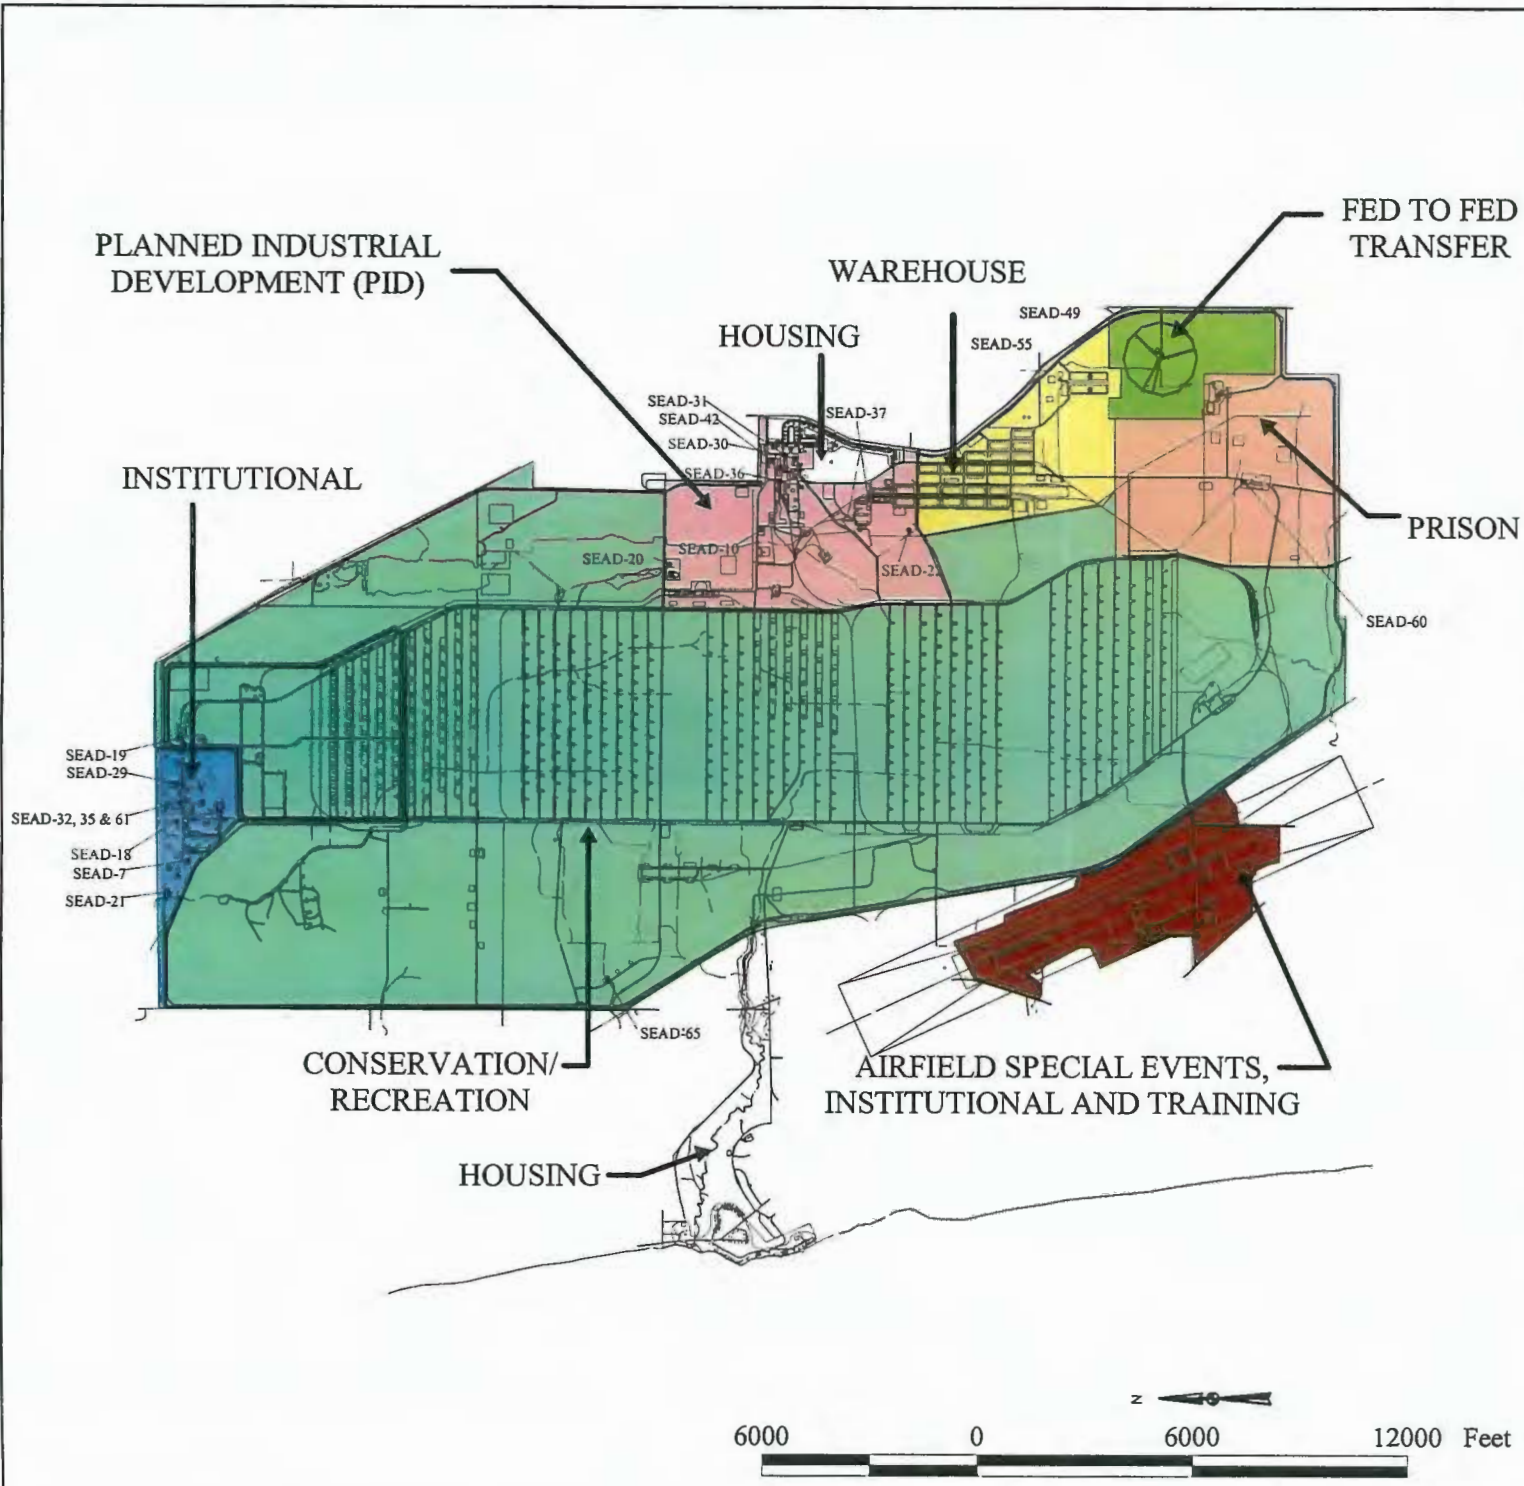 FED TO FED
TRANSFER
PLANNED INDUSTRIAL
DEVELOPMENT (PID)
WAREHOUSE
SEAD-49
HOUSING
SEAD-55
SEAD-31
SEAD-42
SEAD-37
SEAD-30
SEAD-36
INSTITUTIONAL
PRISON
SEAD-20
SEAD-10
SEAD-22
SEAD-60
SEAD-19
SEAD-29
SEAD-32, 35 & 61
SEAD-18
SEAD-7
SEAD-21
SEAD-65
CONSERVATION/
RECREATION
AIRFIELD SPECIAL EVENTS,
INSTITUTIONAL AND TRAINING
HOUSING
N
6000 0 6000 12000 Feet